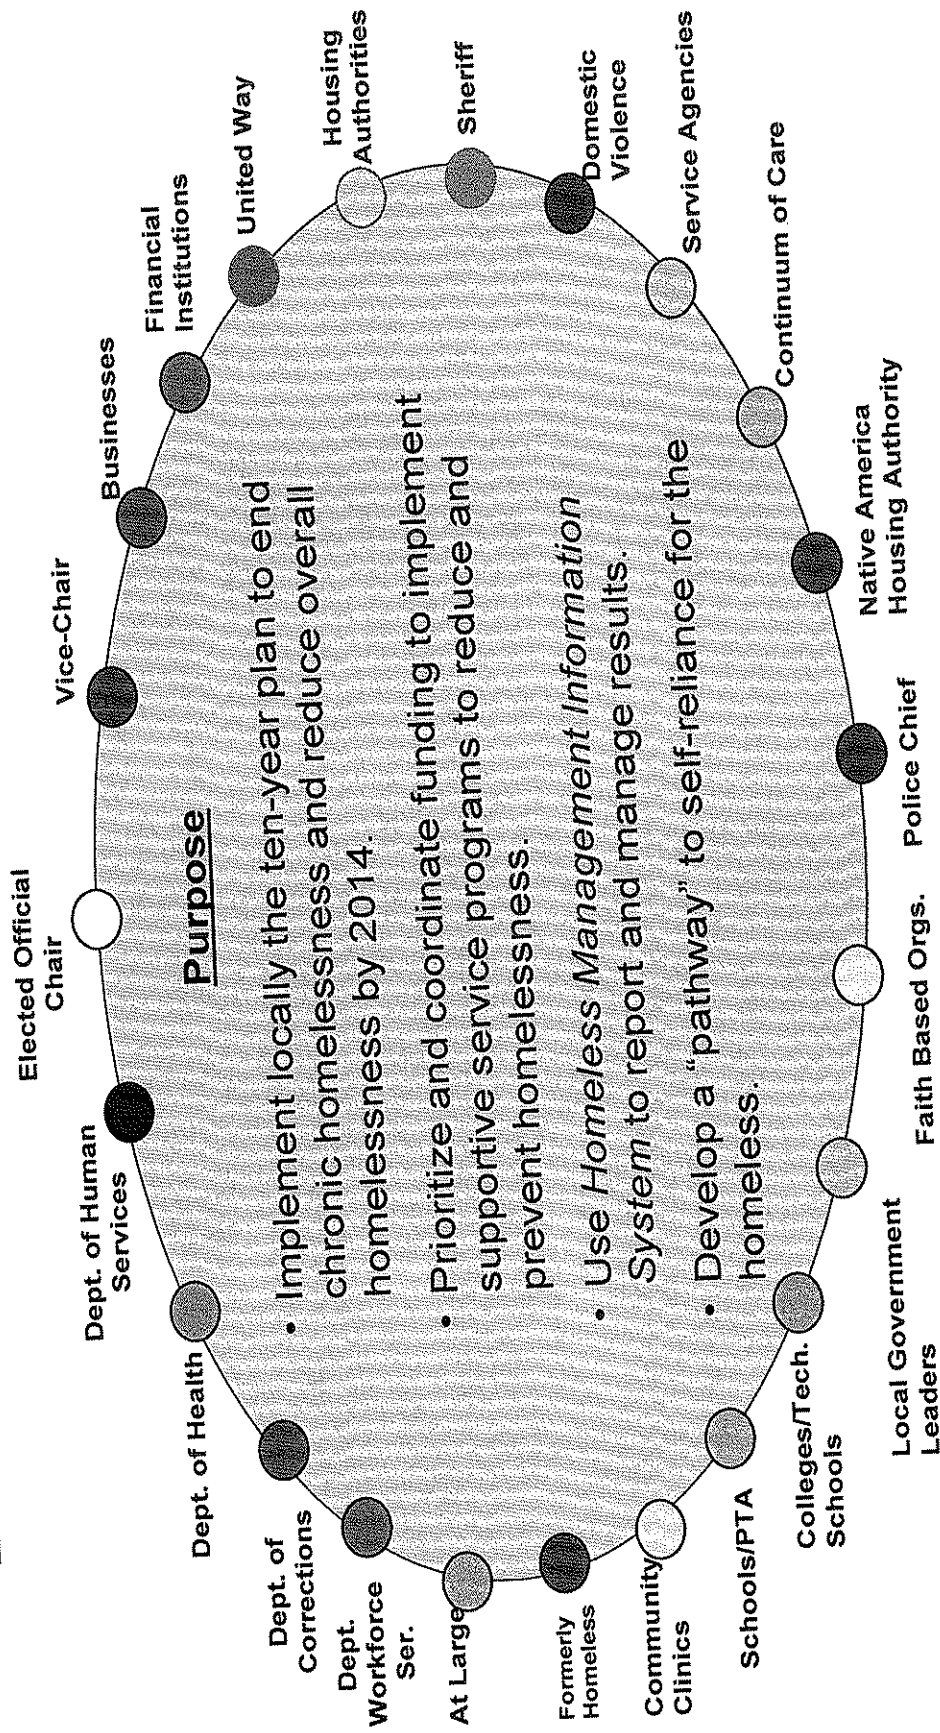 Elected Official
Chair
Vice-Chair
Businesses
Financial
Institutions
United Way
Housing
Authorities
Sheriff
Domestic
Violence
Service Agencies
Continuum of Care
Native America
Housing Authority
Police Chief
Faith Based Orgs.
Local Government
Leaders
Colleges/Tech.
Schools
Schools/PTA
Community
Clinics
Formerly
Homeless
At Large
Dept.
Workforce
Ser.
Dept. of
Corrections
Dept. of Health
Dept. of Human
Services
Purpose
• Implement locally the ten-year plan to end
chronic homelessness and reduce overall
homelessness by 2014.
• Prioritize and coordinate funding to implement
supportive service programs to reduce and
prevent homelessness.
• Use Homeless Management Information
System to report and manage results.
• Develop a "pathway" to self-reliance for the
homeless.